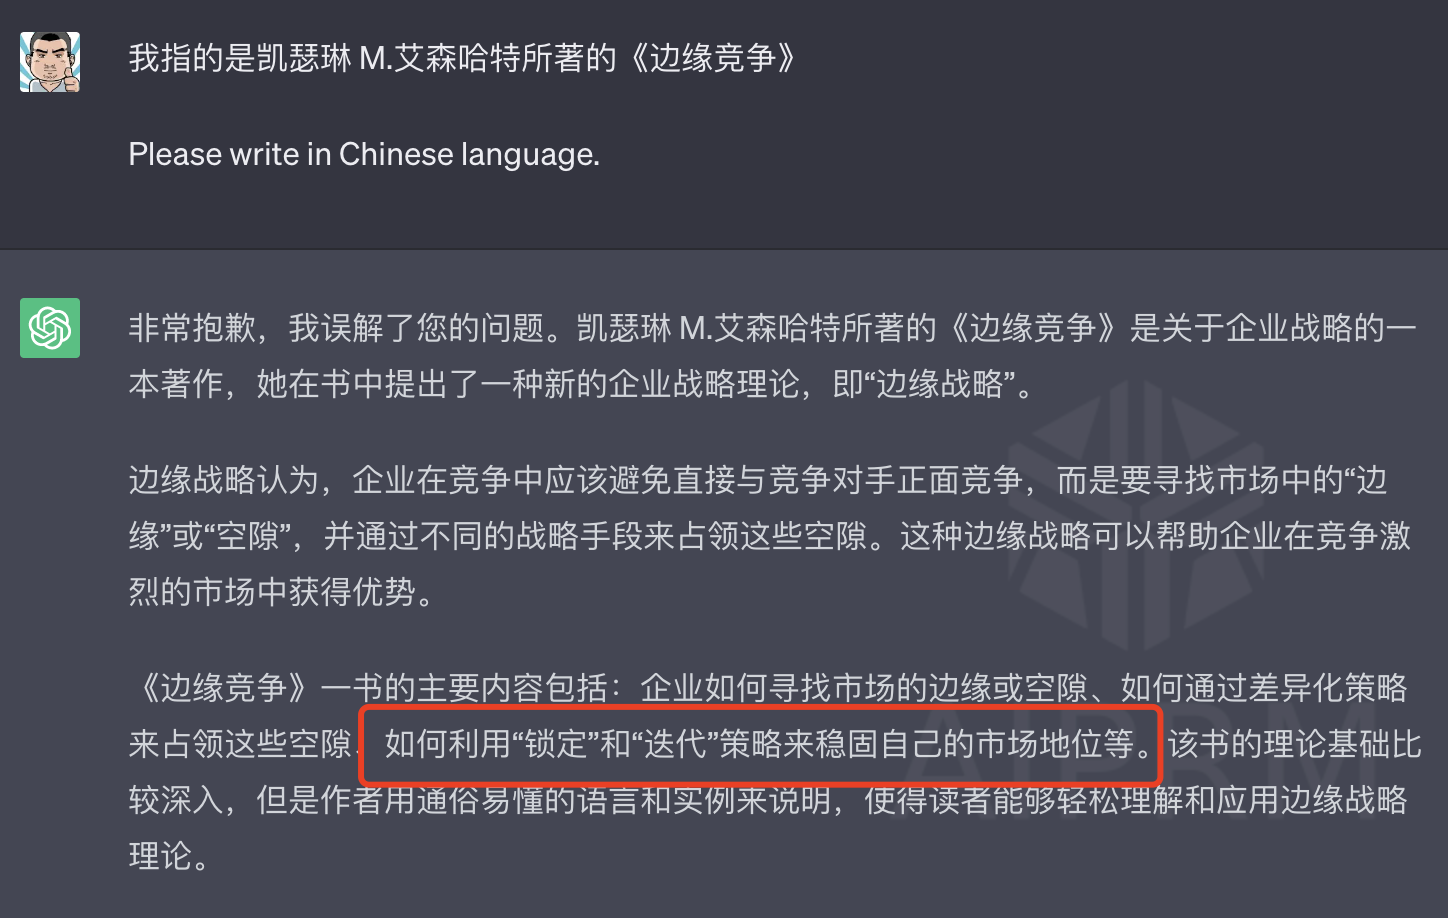 我指的是凯瑟琳 M.艾森哈特所著的《边缘竞争》
Please write in Chinese language.
非常抱歉，我误解了您的问题。凯瑟琳 M.艾森哈特所著的《边缘竞争》是关于企业战略的一
本著作，她在书中提出了一种新的企业战略理论，即“边缘战略”。
边缘战略认为，企业在竞争中应该避免直接与竞争对手正面竞争，而是要寻找市场中的“边
缘”或“空隙”，并通过不同的战略手段来占领这些空隙。这种边缘战略可以帮助企业在竞争激
烈的市场中获得优势。
《边缘竞争》一书的主要内容包括：企业如何寻找市场的边缘或空隙、如何通过差异化策略
来占领这些空隙、如何利用“锁定”和“迭代”策略来稳固自己的市场地位等。该书的理论基础比
较深入，但是作者用通俗易懂的语言和实例来说明，使得读者能够轻松理解和应用边缘战略
理论。
AIPRM